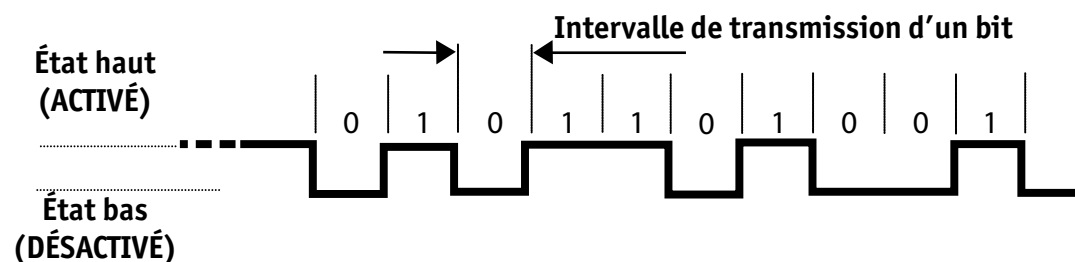 Intervalle de transmission d’un bit
État haut
(ACTIVÉ)
0 1 0 1 1 0 1 0 0 1
État bas
(DÉSACTIVÉ)